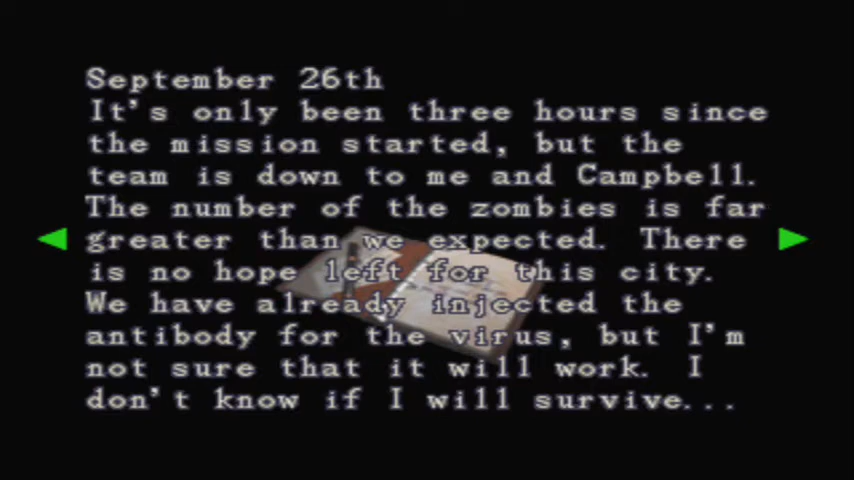 September 26th
It's only been three hours since
the mission started, but the
team is down to me and Campbell.
The number of the zombies is far
greater than we expected. There
is no hope left for this city.
We have already injected the
antibody for the virus, but I'm
not sure that it will work. I
don't know if I will survive...